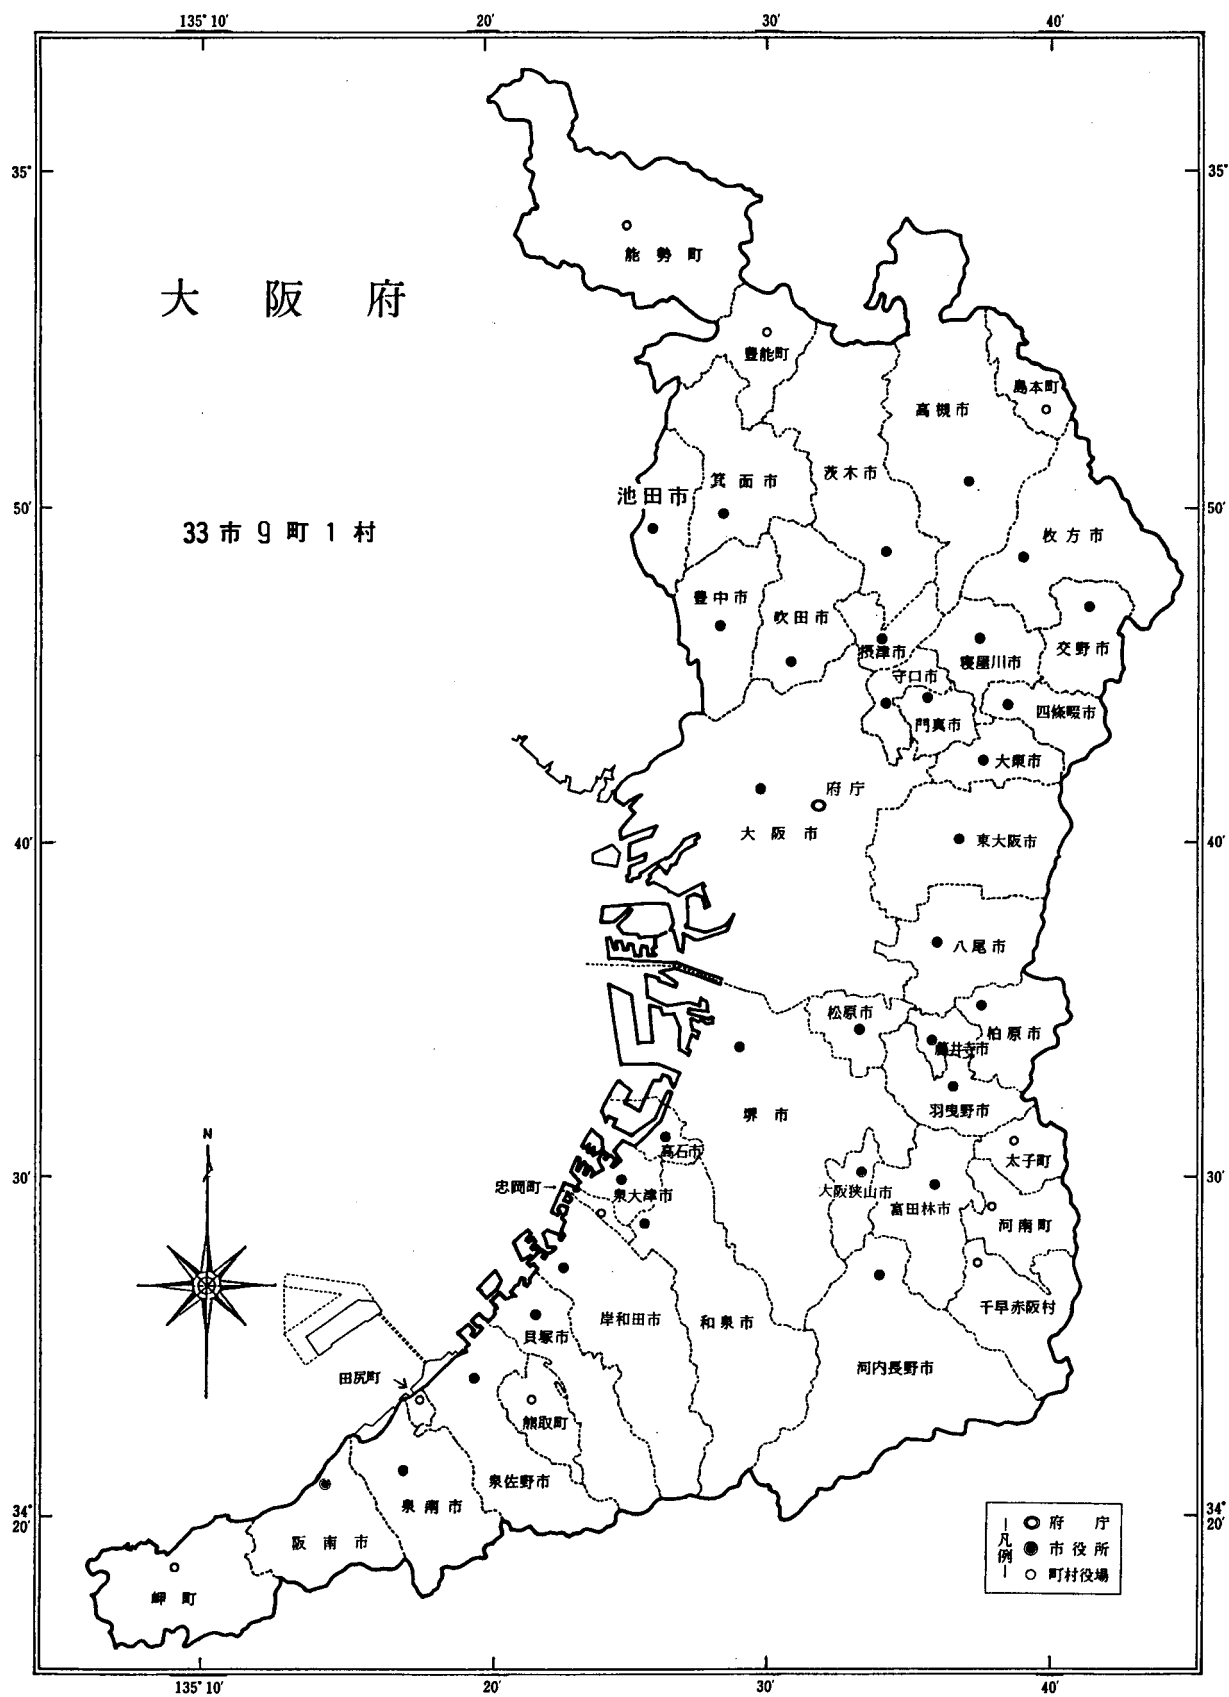 135° 10′ 20′ 30′ 40′
35° 35°
能勢町
大阪府
豊能町
島本町
高槻市
茨木市
箕面市
池田市
50′ 50′
33市9町1村
枚方市
豊中市
吹田市
摂津市
寝屋川市
交野市
守口市
四條畷市
門真市
大東市
府庁
大阪市
東大阪市
40′ 40′
八尾市
松原市
柏原市
藤井寺市
羽曳野市
堺市
N
高石市
太子町
30′ 30′
忠岡町→
泉大津市
大阪狭山市
富田林市
河南町
千早赤阪村
岸和田市
和泉市
貝塚市
河内長野市
田尻町
熊取町
泉佐野市
泉南市
阪南市
34° 20′ 34° 20′
岬町
凡例
府庁
市役所
町村役場
135° 10′ 20′ 30′ 40′